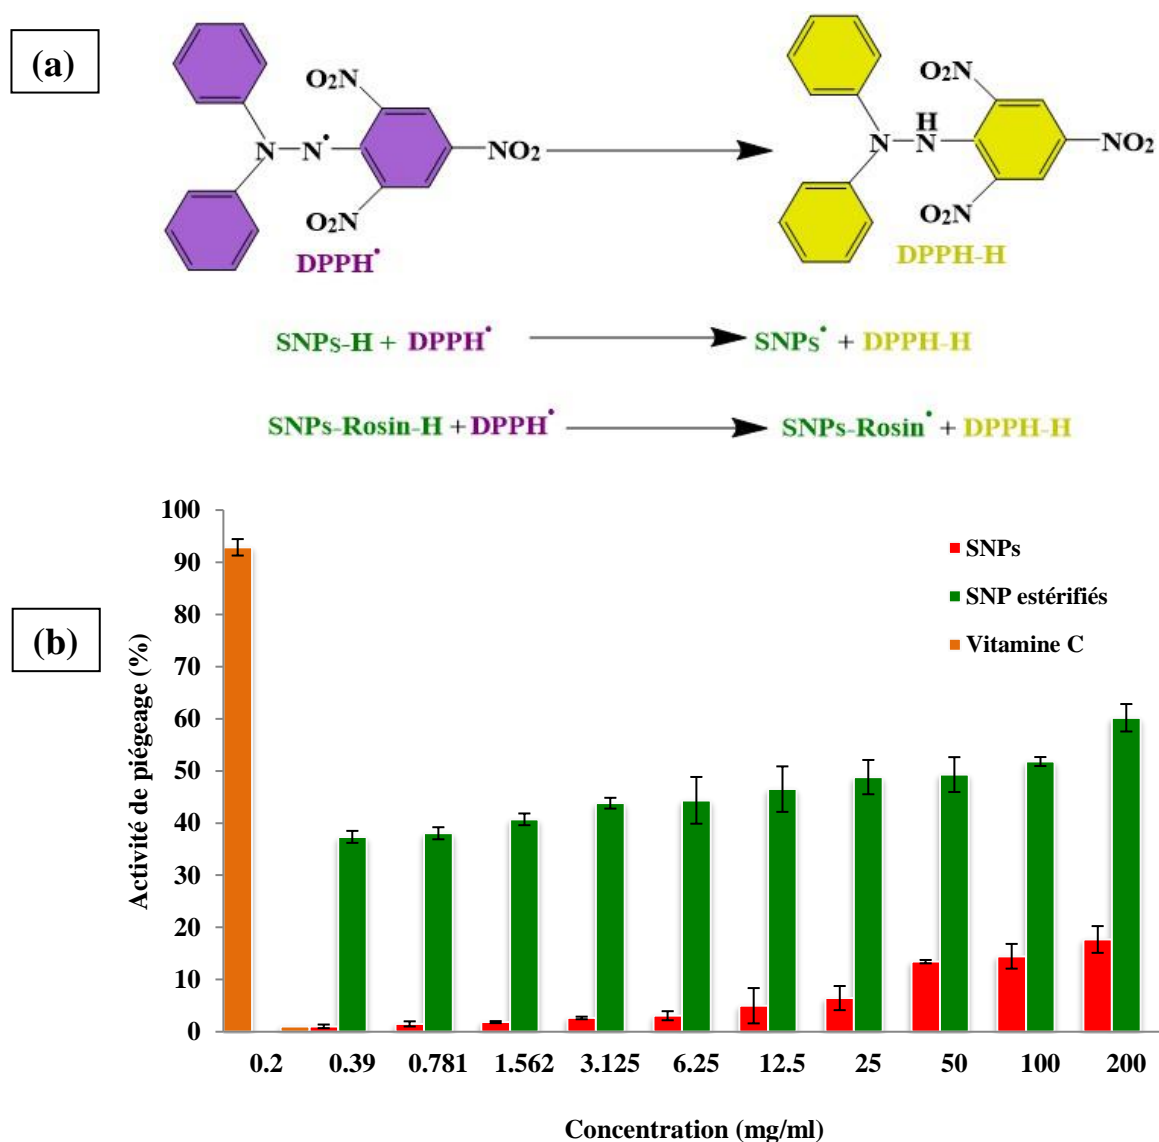 (a)
O2N
N
N•
NO2
O2N
DPPH•
O2N
H
N
N
NO2
O2N
DPPH-H
SNPs-H + DPPH•
SNPs• + DPPH-H
SNPs-Rosin-H + DPPH•
SNPs-Rosin• + DPPH-H
(b)
Activité de piégeage (%)
100
90
80
70
60
50
40
30
20
10
0
SNPs
SNP estérifiés
Vitamine C
0.2 0.39 0.781 1.562 3.125 6.25 12.5 25 50 100 200
Concentration (mg/ml)